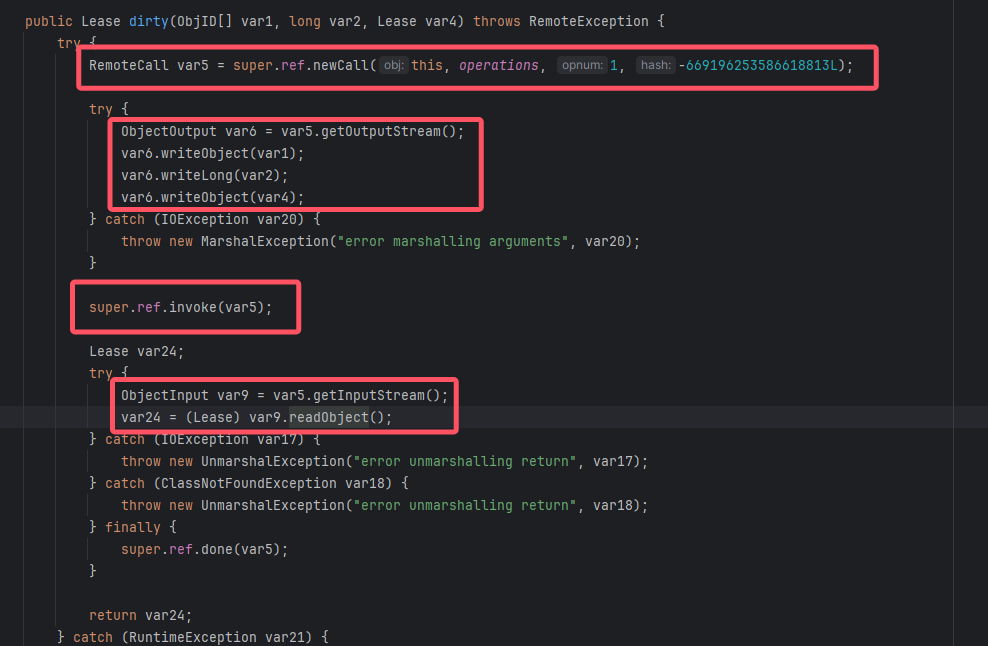 public Lease dirty(ObjID[] var1, long var2, Lease var4) throws RemoteException {
try {
RemoteCall var5 = super.ref.newCall( obj: this, operations, opnum: 1, hash: -669196253586618813L);
try {
ObjectOutput var6 = var5.getOutputStream();
var6.writeObject(var1);
var6.writeLong(var2);
var6.writeObject(var4);
} catch (IOException var20) {
throw new MarshalException("error marshalling arguments", var20);
}
super.ref.invoke(var5);
Lease var24;
try {
ObjectInput var9 = var5.getInputStream();
var24 = (Lease) var9.readObject();
} catch (IOException var17) {
throw new UnmarshalException("error unmarshalling return", var17);
} catch (ClassNotFoundException var18) {
throw new UnmarshalException("error unmarshalling return", var18);
} finally {
super.ref.done(var5);
}
return var24;
} catch (RuntimeException var21) {